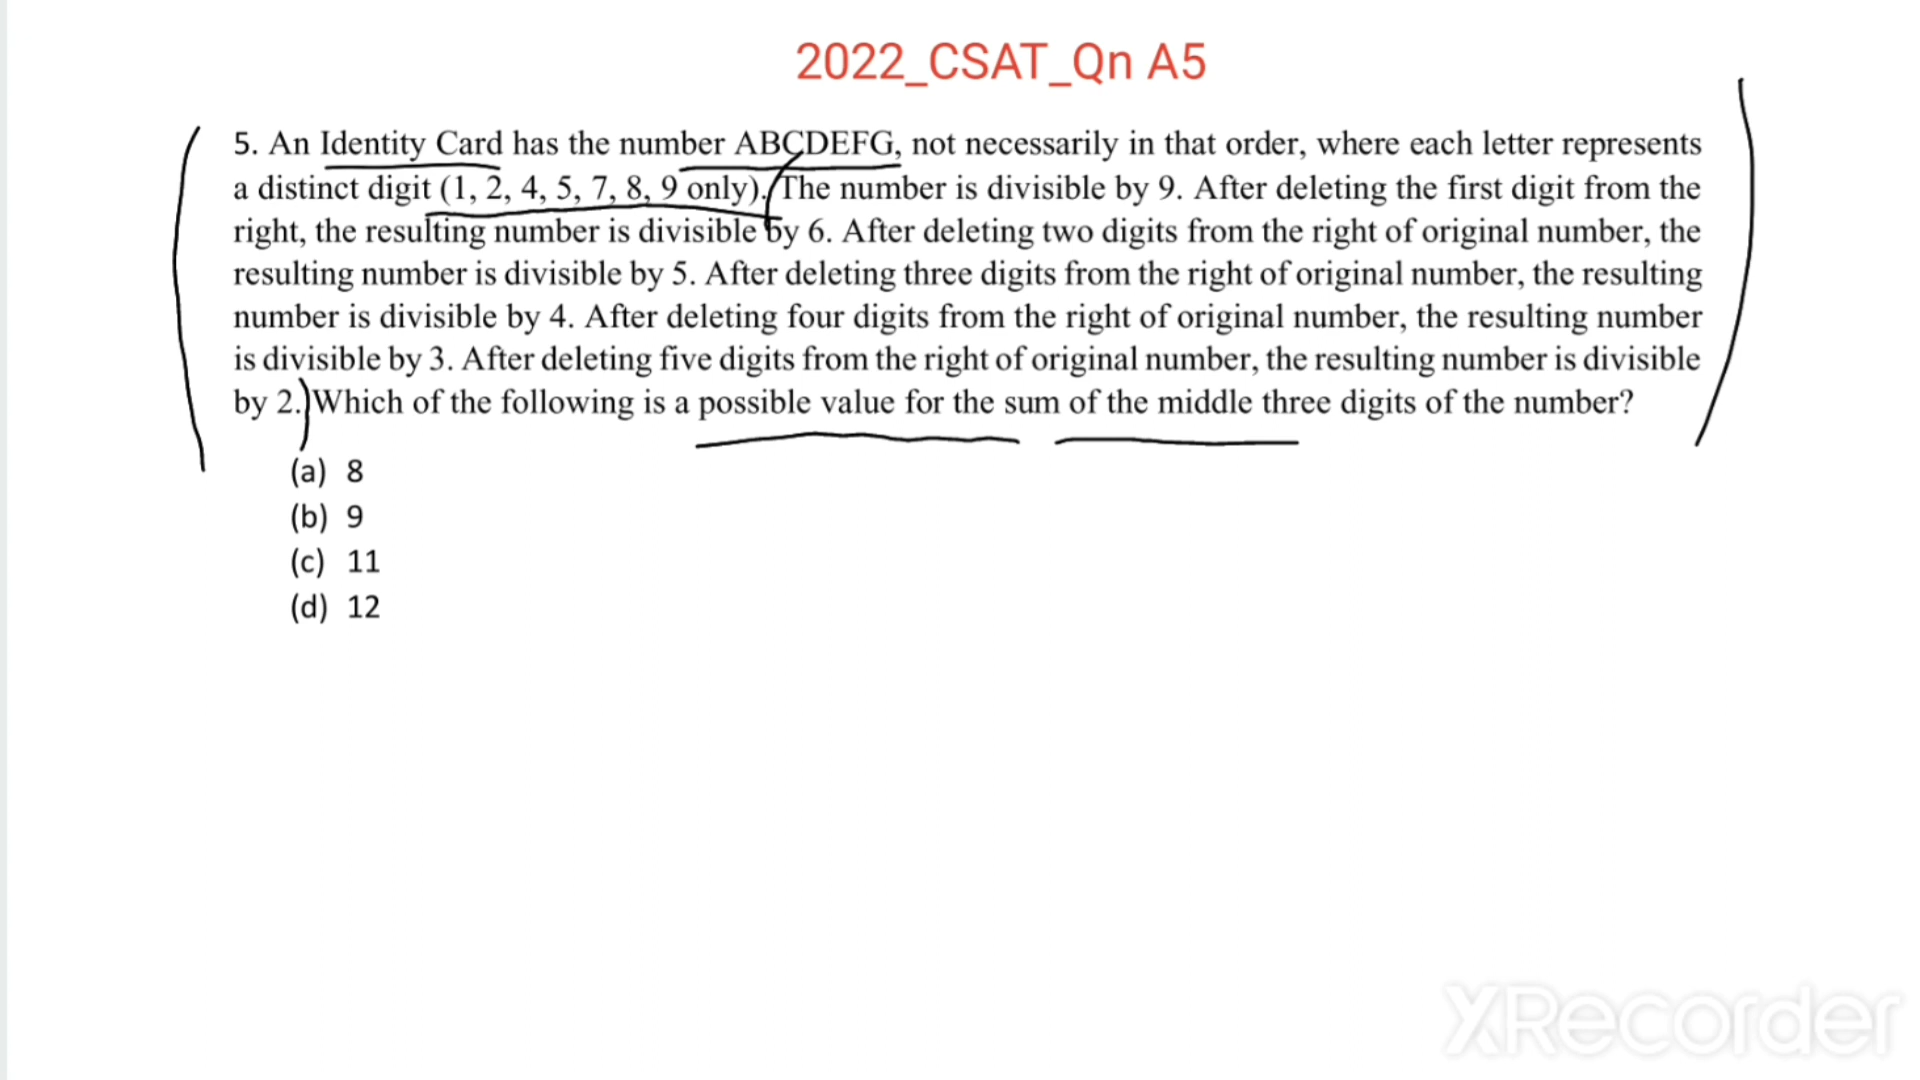 2022_CSAT_Qn A5
5. An Identity Card has the number ABCDEFG, not necessarily in that order, where each letter represents
a distinct digit (1, 2, 4, 5, 7, 8, 9 only). The number is divisible by 9. After deleting the first digit from the
right, the resulting number is divisible by 6. After deleting two digits from the right of original number, the
resulting number is divisible by 5. After deleting three digits from the right of original number, the resulting
number is divisible by 4. After deleting four digits from the right of original number, the resulting number
is divisible by 3. After deleting five digits from the right of original number, the resulting number is divisible
by 2. Which of the following is a possible value for the sum of the middle three digits of the number?
(a) 8
(b) 9
(c) 11
(d) 12
XRecorder